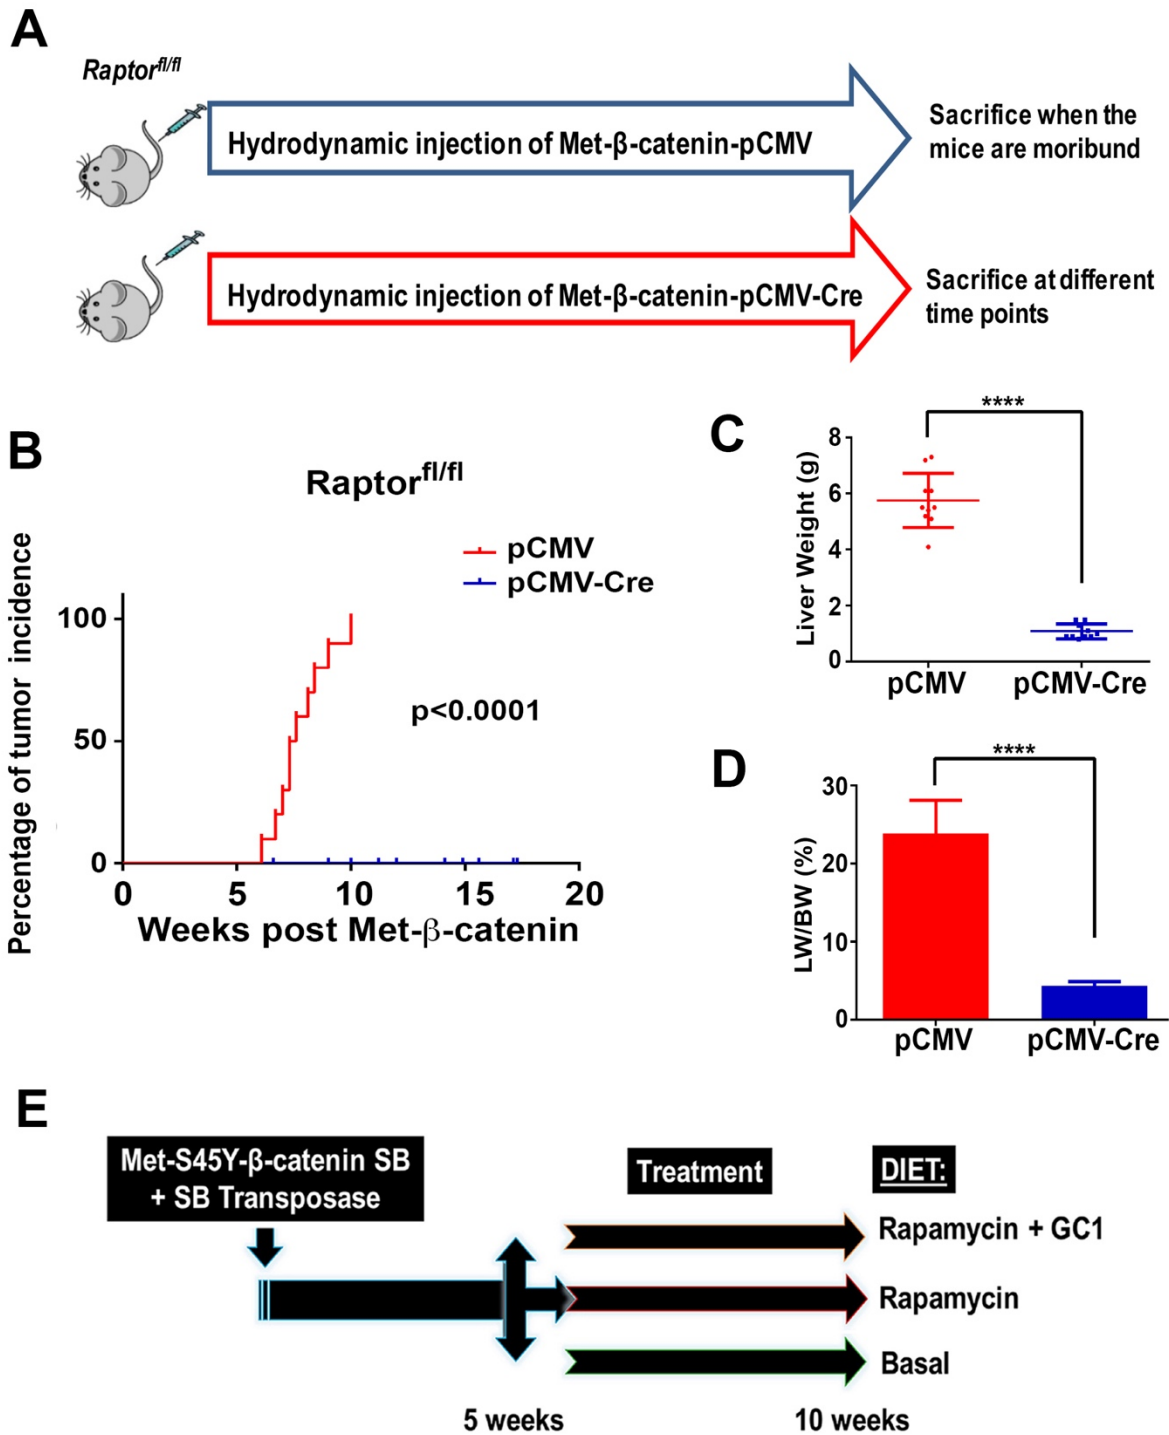 A
Raptorfl/fl
Hydrodynamic injection of Met-β-catenin-pCMV
Sacrifice when the
mice are moribund
Hydrodynamic injection of Met-β-catenin-pCMV-Cre
Sacrifice at different
time points
B
Raptorfl/fl
pCMV
pCMV-Cre
Percentage of tumor incidence
100
50
0
p<0.0001
0 5 10 15 20
Weeks post Met-β-catenin
C
****
Liver Weight (g)
8
6
4
2
0
pCMV pCMV-Cre
D
****
LW/BW (%)
30
20
10
0
pCMV pCMV-Cre
E
Met-S45Y-β-catenin SB
+ SB Transposase
Treatment
DIET:
Rapamycin + GC1
Rapamycin
Basal
5 weeks
10 weeks